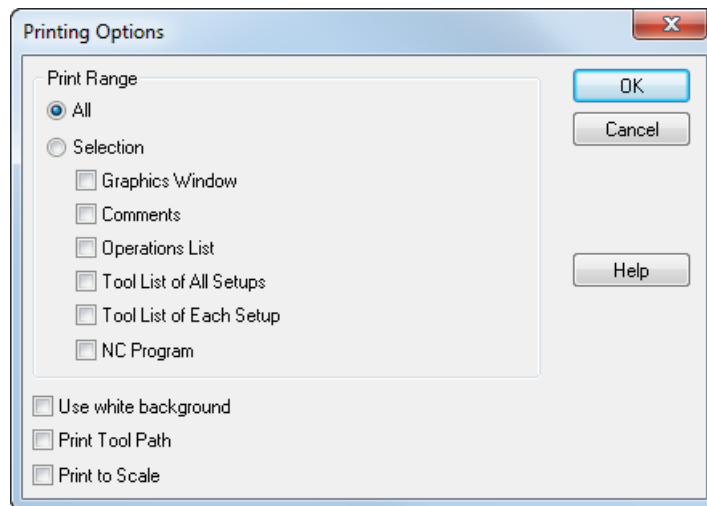 Printing Options
Print Range
All
Selection
Graphics Window
Comments
Operations List
Tool List of All Setups
Tool List of Each Setup
NC Program
Use white background
Print Tool Path
Print to Scale
OK
Cancel
Help